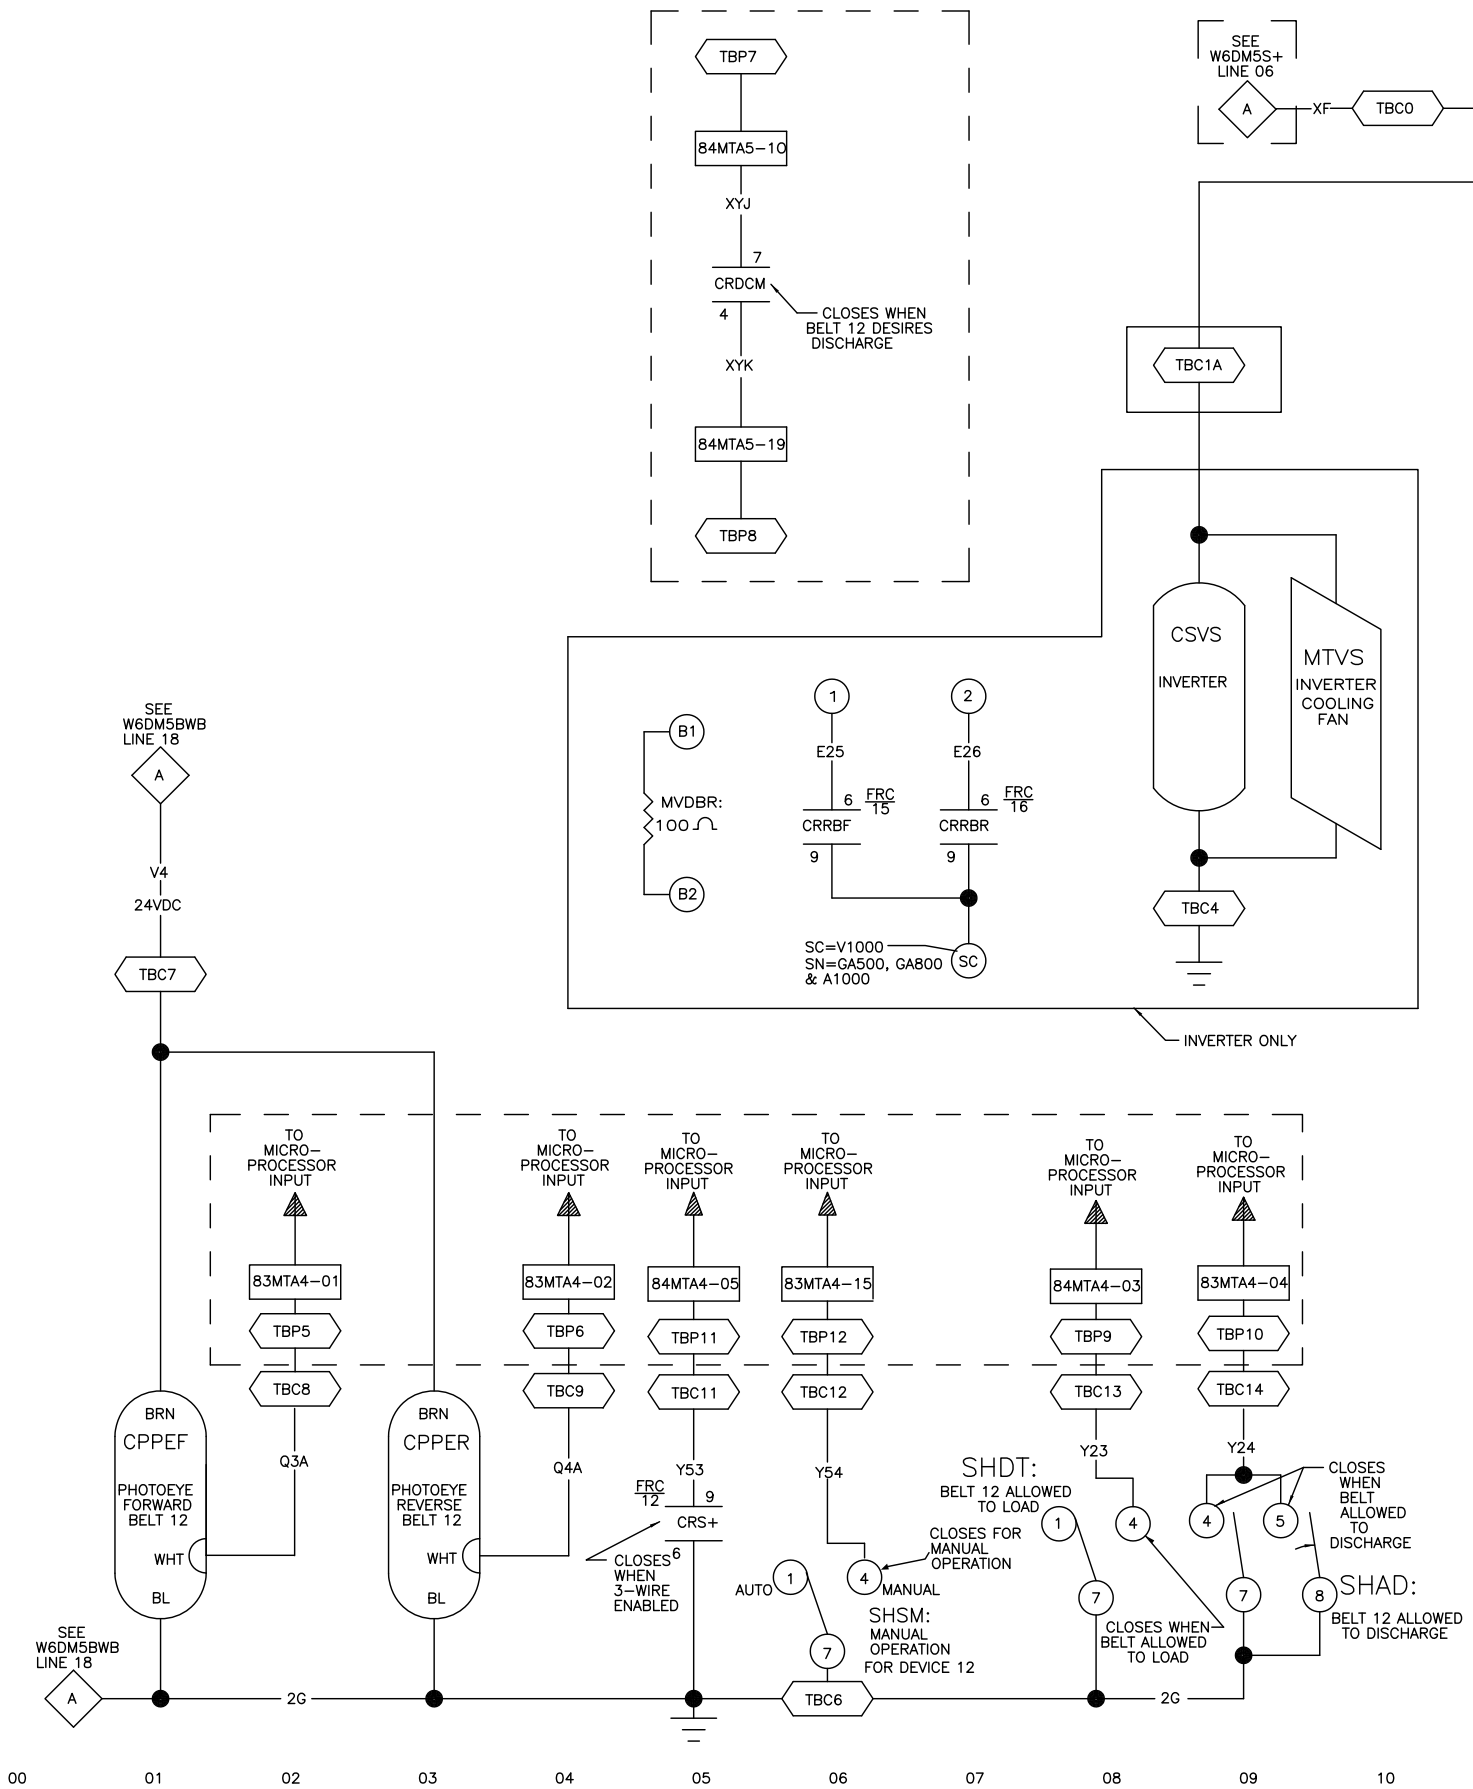 TBP7
84MTA5-10
XYJ
7
CRDCM
4
CLOSES WHEN
BELT 12 DESIRES
DISCHARGE
XYK
84MTA5-19
TBP8
SEE
W6DM5S+
LINE 06
A
XF
TBC0
TBC1A
CSVS
INVERTER
MTVS
INVERTER
COOLING
FAN
TBC4
B1
MVDBR:
100
B2
1
E25
6
FRC
15
CRRBF
9
2
E26
6
FRC
16
CRRBR
9
SC=V1000
SN=GA500, GA800
& A1000
SC
INVERTER ONLY
SEE
W6DM5BWB
LINE 18
A
V4
24VDC
TBC7
TO
MICRO-
PROCESSOR
INPUT
83MTA4-01
TBP5
TBC8
Q3A
TO
MICRO-
PROCESSOR
INPUT
83MTA4-02
TBP6
TBC9
Q4A
TO
MICRO-
PROCESSOR
INPUT
84MTA4-05
TBP11
TBC11
Y53
FRC
12
9
CRS+
6
CLOSES
WHEN
3-WIRE
ENABLED
TO
MICRO-
PROCESSOR
INPUT
83MTA4-15
TBP12
TBC12
Y54
CLOSES FOR
MANUAL
OPERATION
AUTO
1
4
MANUAL
SHSM:
MANUAL
OPERATION
FOR DEVICE 12
7
TBC6
TO
MICRO-
PROCESSOR
INPUT
84MTA4-03
TBP9
TBC13
Y23
SHDT:
BELT 12 ALLOWED
TO LOAD
1
4
7
CLOSES WHEN
BELT ALLOWED
TO LOAD
TO
MICRO-
PROCESSOR
INPUT
83MTA4-04
TBP10
TBC14
Y24
CLOSES
WHEN
BELT
ALLOWED
TO
DISCHARGE
4
5
7
8
SHAD:
BELT 12 ALLOWED
TO DISCHARGE
BRN
CPPEF
PHOTOEYE
FORWARD
BELT 12
WHT
BL
BRN
CPPER
PHOTOEYE
REVERSE
BELT 12
WHT
BL
SEE
W6DM5BWB
LINE 18
A
2G
2G
00 01 02 03 04 05 06 07 08 09 10